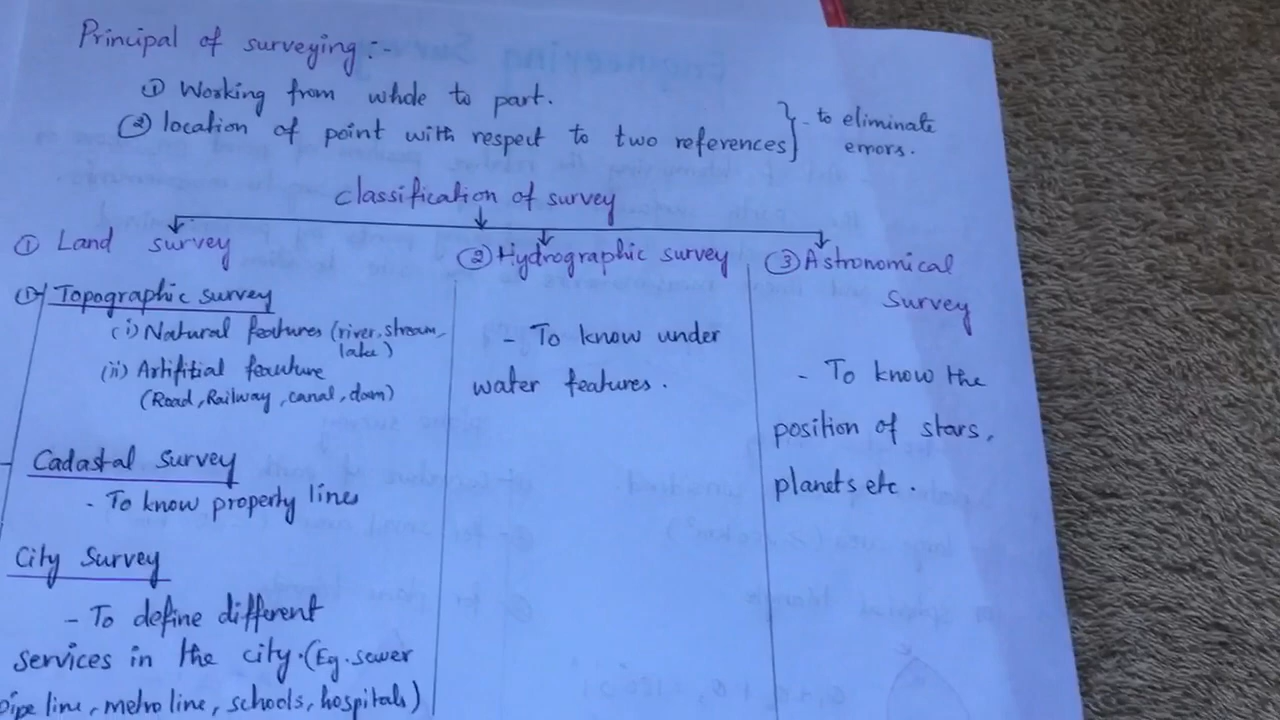 Principal of surveying :-
① Working from whole to part.
② location of point with respect to two references } - to eliminate errors.
classification of survey
① Land survey
① Topographic survey
(i) Natural features (river, stream, lake)
(ii) Artifitial feauture
(Road, Railway, canal, dam)
Cadastal survey
- To know property lines
City Survey
- To define different
services in the city. (Eg. sewer
pipe line, metro line, schools, hospitals)
② Hydrographic survey
- To know under
water features.
③ Astronomical
survey
- To know the
position of stars,
planets etc.